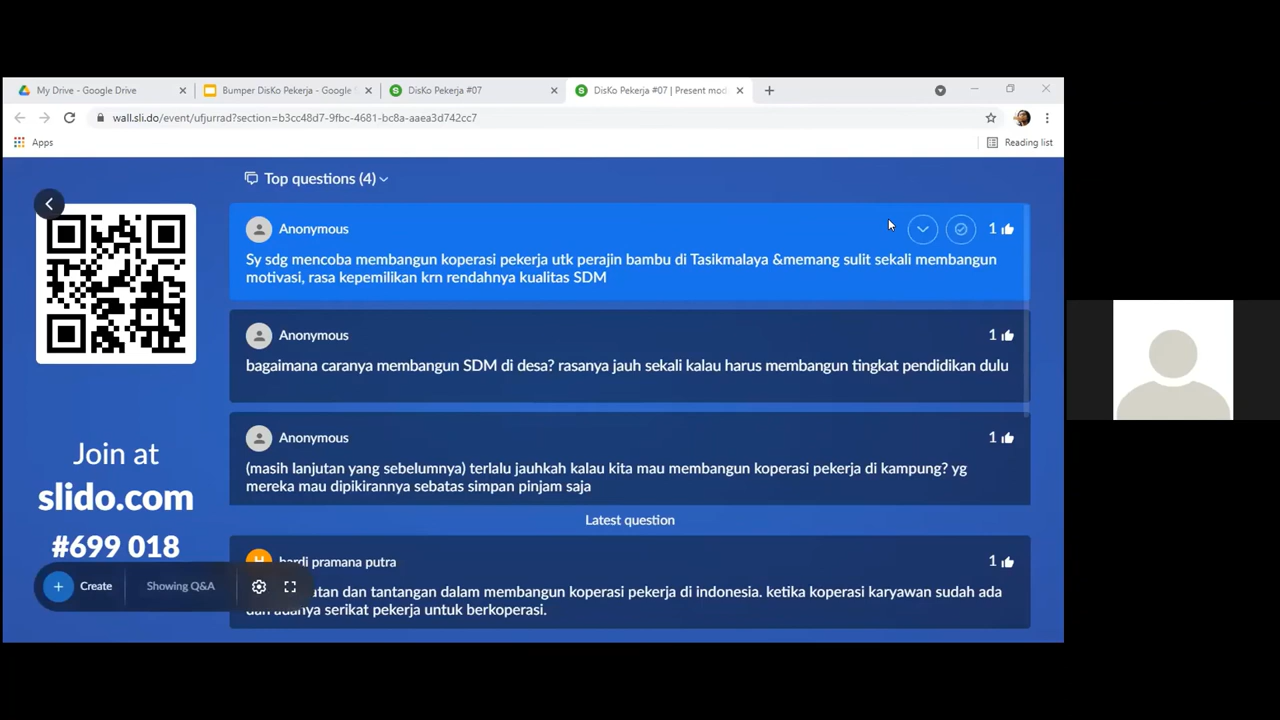 My Drive - Google Drive
Bumper DisKo Pekerja - Google
DisKo Pekerja #07
DisKo Pekerja #07 | Present mod
wall.sli.do/event/ufjurrad?section=b3cc48d7-9fbc-4681-bc8a-aaea3d742cc7
Apps
Reading list
Top questions (4)
Anonymous
1
Sy sdg mencoba membangun koperasi pekerja utk perajin bambu di Tasikmalaya &memang sulit sekali membangun
motivasi, rasa kepemilikan krn rendahnya kualitas SDM
Anonymous
1
bagaimana caranya membangun SDM di desa? rasanya jauh sekali kalau harus membangun tingkat pendidikan dulu
Anonymous
1
(masih lanjutan yang sebelumnya) terlalu jauhkah kalau kita mau membangun koperasi pekerja di kampung? yg
mereka mau dipikirannya sebatas simpan pinjam saja
Latest question
hardi pramana putra
1
dan tantangan dalam membangun koperasi pekerja di indonesia. ketika koperasi karyawan sudah ada
dan adanya serikat pekerja untuk berkoperasi.
Join at
slido.com
#699 018
Create
Showing Q&A